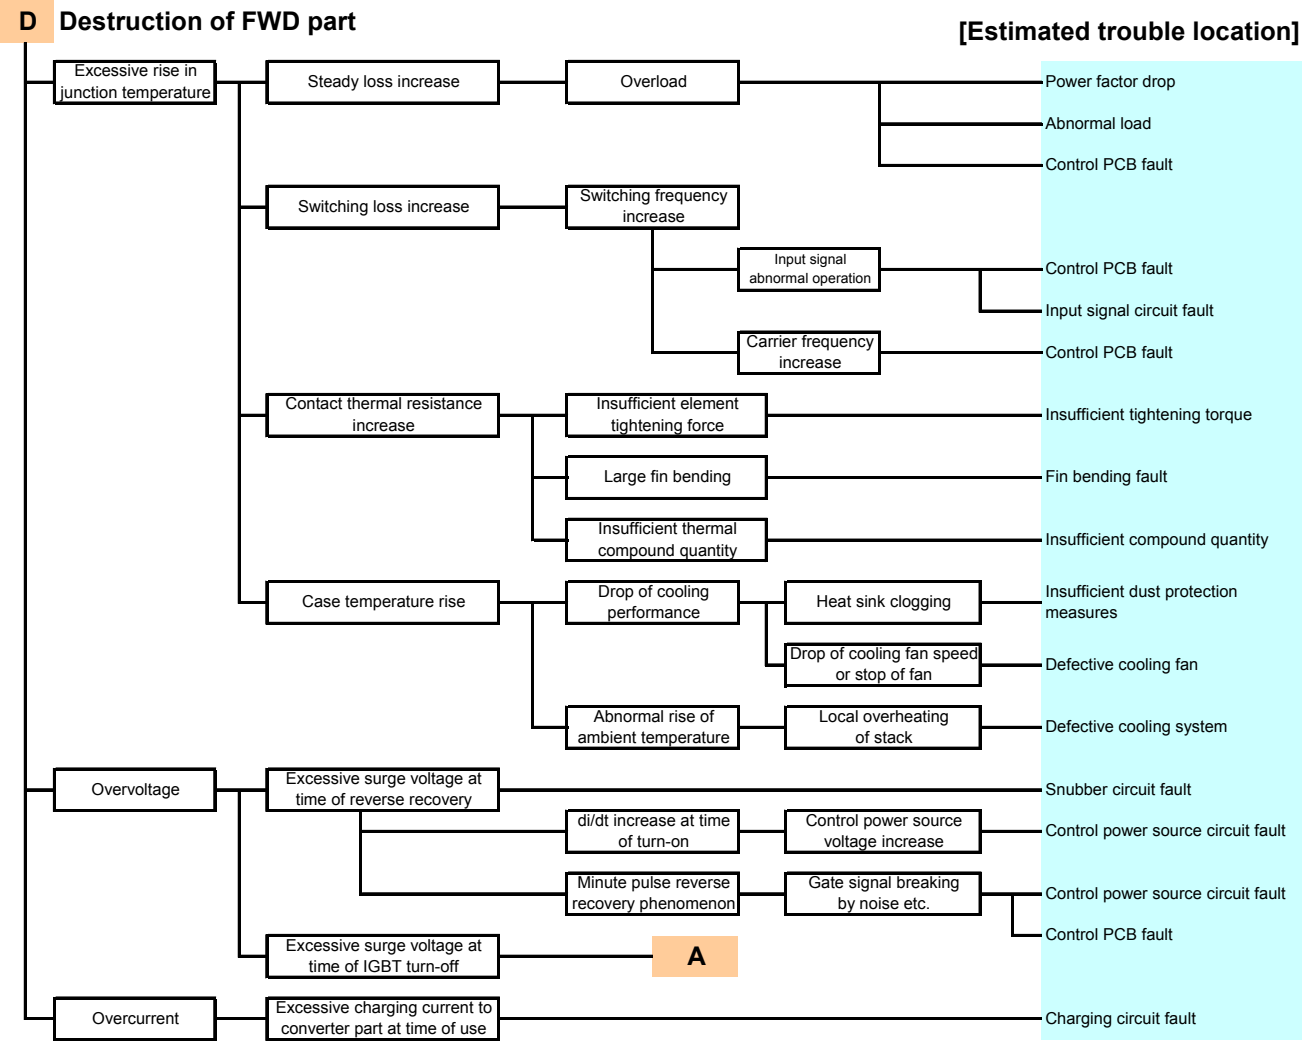 D Destruction of FWD part
[Estimated trouble location]
Excessive rise in
junction temperature
Steady loss increase
Overload
Power factor drop
Abnormal load
Control PCB fault
Switching loss increase
Switching frequency
increase
Input signal
abnormal operation
Control PCB fault
Input signal circuit fault
Carrier frequency
increase
Control PCB fault
Contact thermal resistance
increase
Insufficient element
tightening force
Insufficient tightening torque
Large fin bending
Fin bending fault
Insufficient thermal
compound quantity
Insufficient compound quantity
Case temperature rise
Drop of cooling
performance
Heat sink clogging
Insufficient dust protection
measures
Drop of cooling fan speed
or stop of fan
Defective cooling fan
Abnormal rise of
ambient temperature
Local overheating
of stack
Defective cooling system
Overvoltage
Excessive surge voltage at
time of reverse recovery
Snubber circuit fault
di/dt increase at time
of turn-on
Control power source
voltage increase
Control power source circuit fault
Minute pulse reverse
recovery phenomenon
Gate signal breaking
by noise etc.
Control power source circuit fault
Control PCB fault
Excessive surge voltage at
time of IGBT turn-off
A
Overcurrent
Excessive charging current to
converter part at time of use
Charging circuit fault